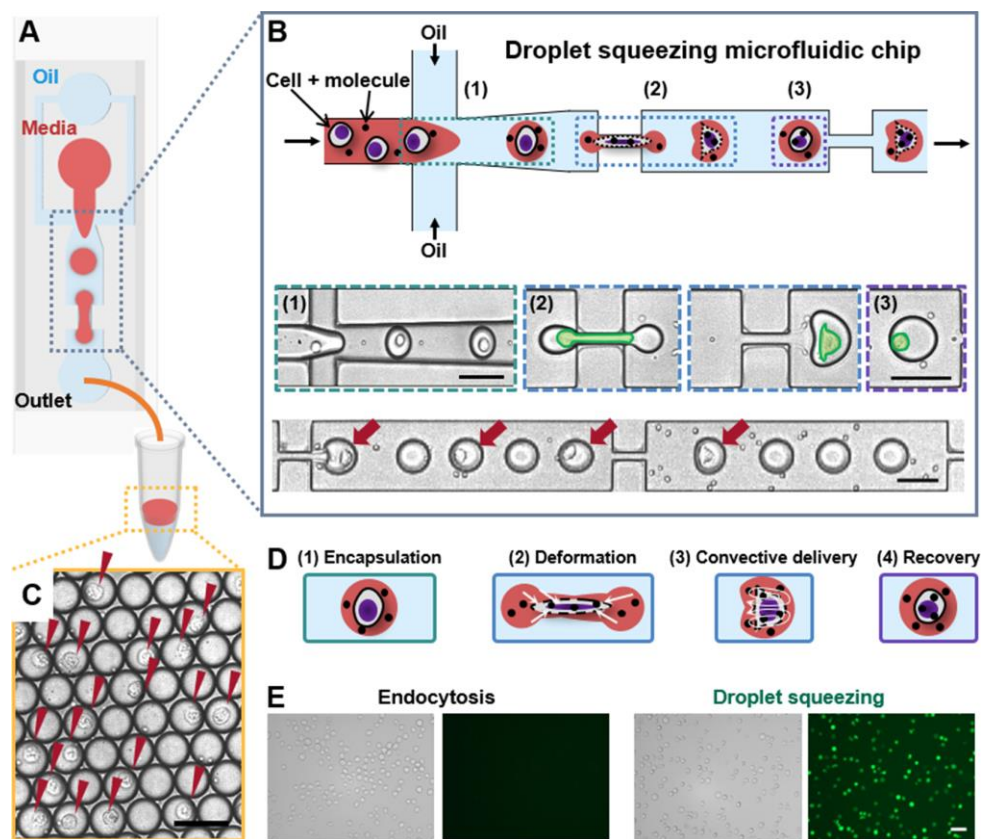 A
Oil
Media
Outlet
B
Oil
Droplet squeezing microfluidic chip
Cell + molecule
(1)
(2)
(3)
Oil
(1)
(2)
(3)
C
D
(1) Encapsulation
(2) Deformation
(3) Convective delivery
(4) Recovery
E
Endocytosis
Droplet squeezing